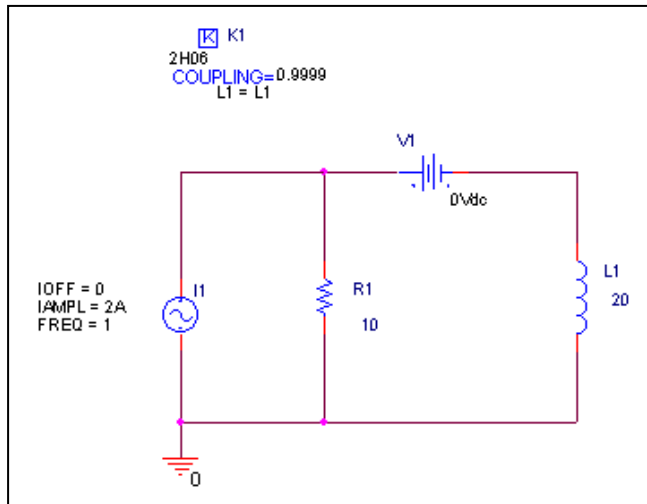 K K1
2H06
COUPLING=0.9999
L1 = L1
V1
0Vdc
IOFF = 0
IAMPL = 2A
FREQ = 1
I1
R1
10
L1
20
0